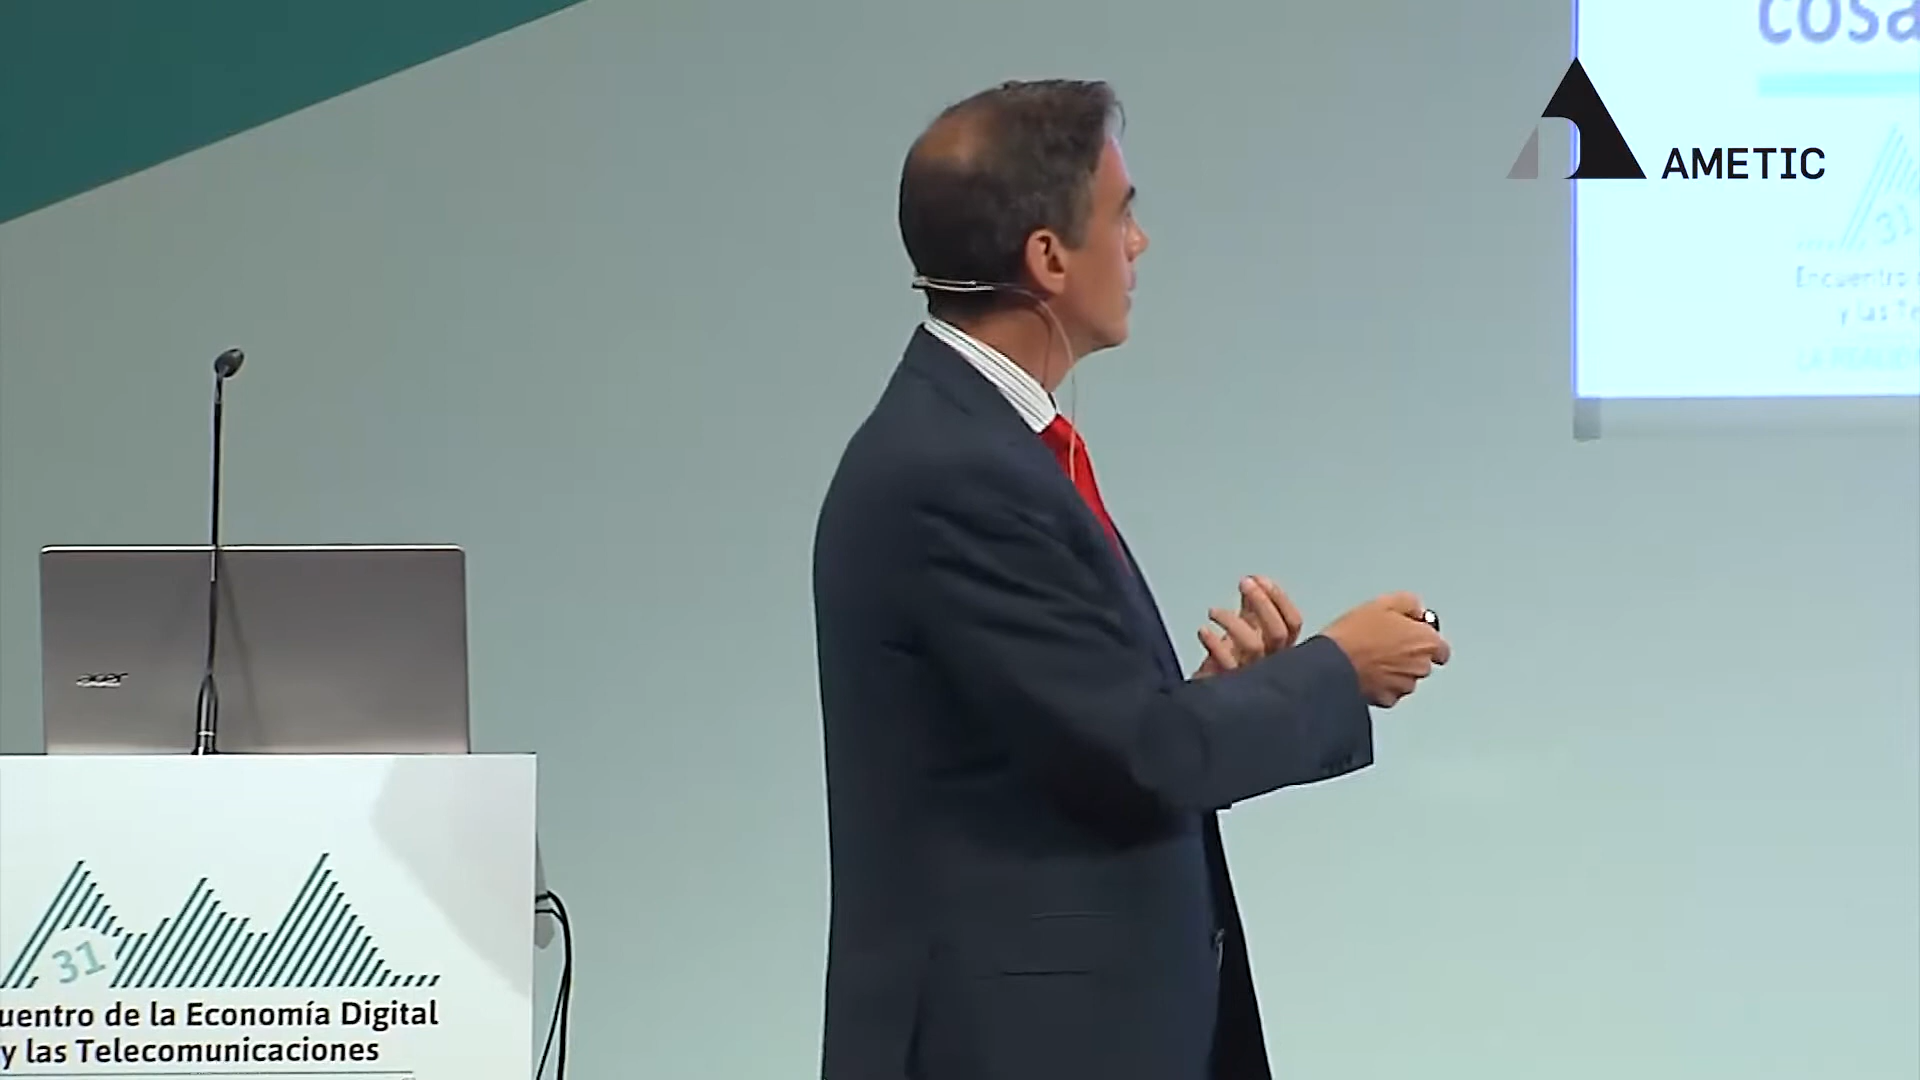 cosa
AMETIC
31
Encuentro
y las Te
acer
31
uentro de la Economía Digital
y las Telecomunicaciones